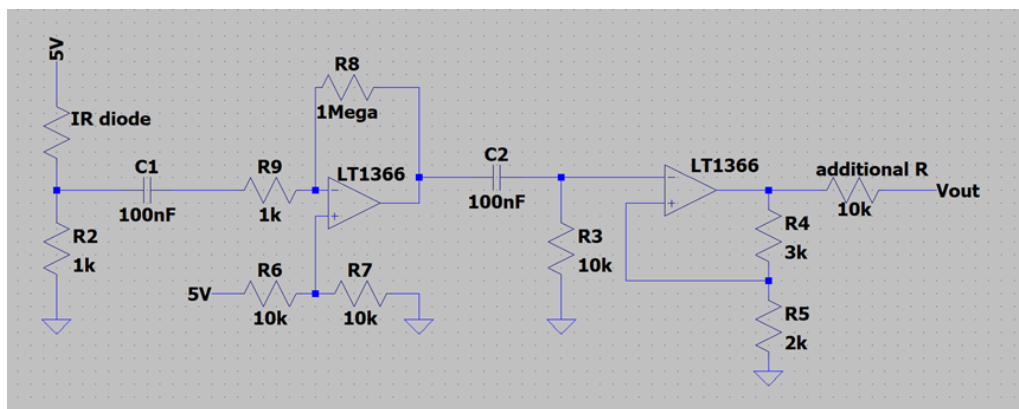 5V
IR diode
R2
1k
C1
100nF
R9
1k
R8
1Mega
LT1366
R6
10k
5V
R7
10k
C2
100nF
R3
10k
LT1366
additional R
10k
Vout
R4
3k
R5
2k